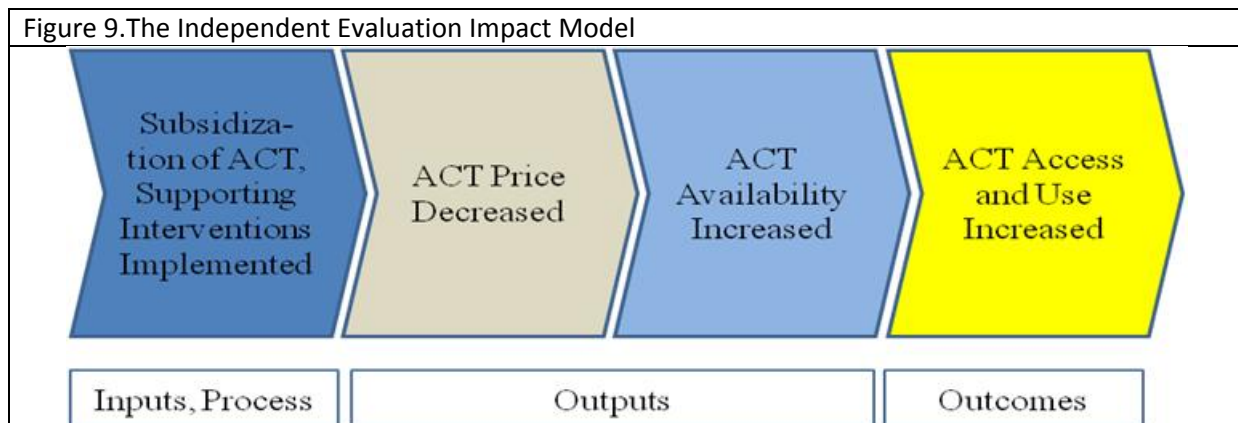 Figure 9.The Independent Evaluation Impact Model
Subsidiza-
tion of ACT,
Supporting
Interventions
Implemented
ACT Price
Decreased
ACT
Availability
Increased
ACT Access
and Use
Increased
Inputs, Process
Outputs
Outcomes